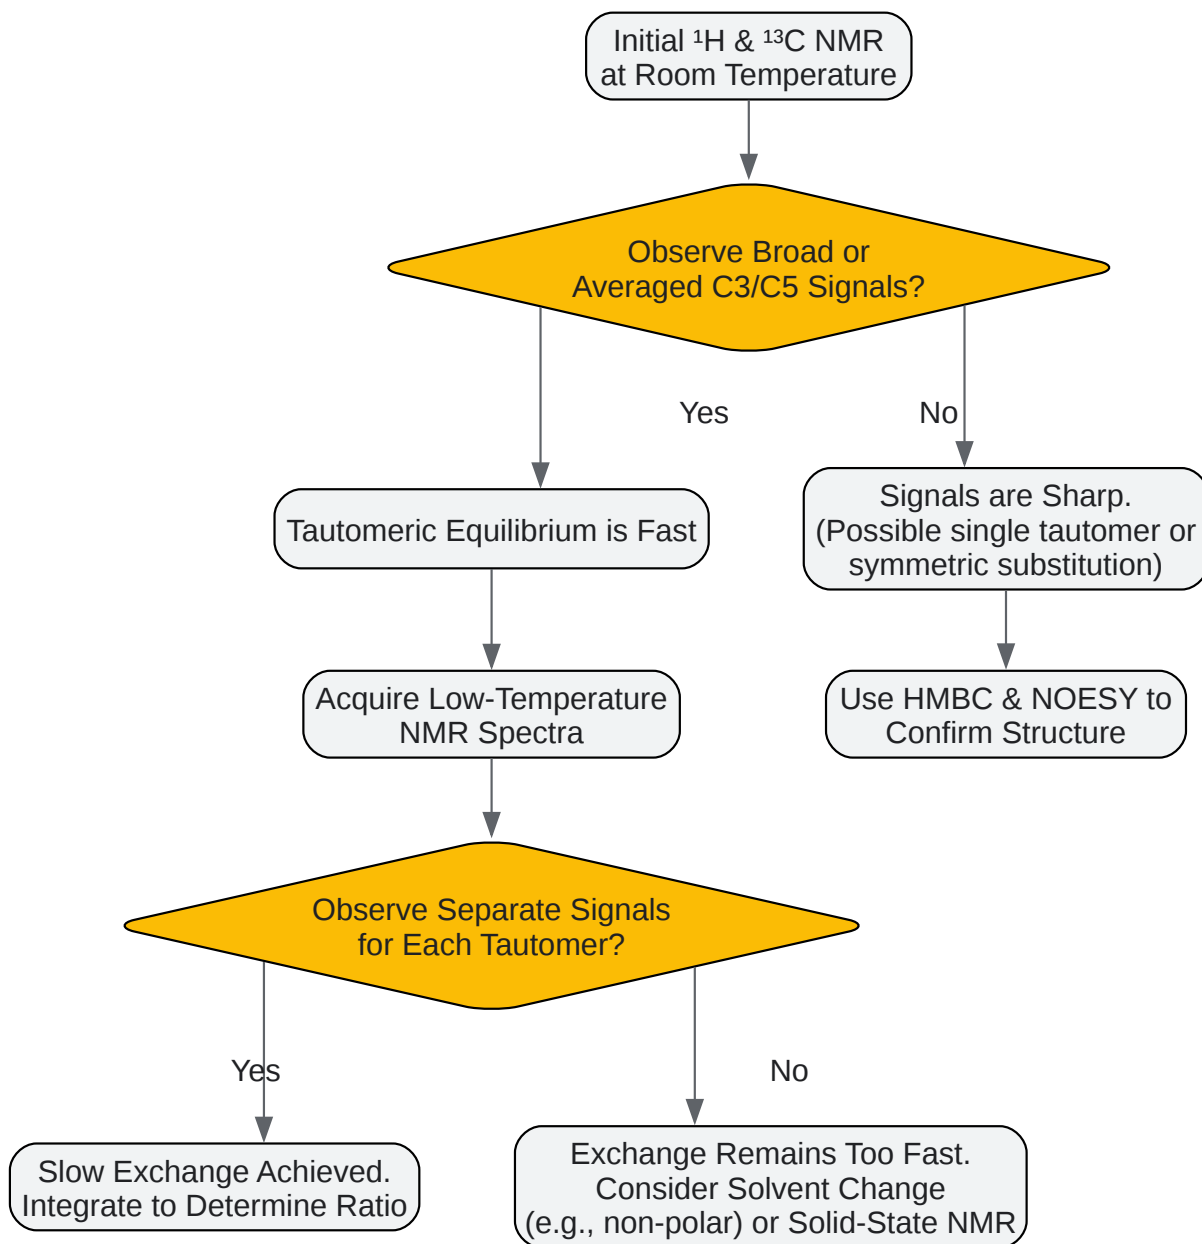 Initial ¹H & ¹³C NMR
at Room Temperature
Observe Broad or
Averaged C3/C5 Signals?
Yes
No
Tautomeric Equilibrium is Fast
Signals are Sharp.
(Possible single tautomer or
symmetric substitution)
Acquire Low-Temperature
NMR Spectra
Use HMBC & NOESY to
Confirm Structure
Observe Separate Signals
for Each Tautomer?
Yes
No
Slow Exchange Achieved.
Integrate to Determine Ratio
Exchange Remains Too Fast.
Consider Solvent Change
(e.g., non-polar) or Solid-State NMR